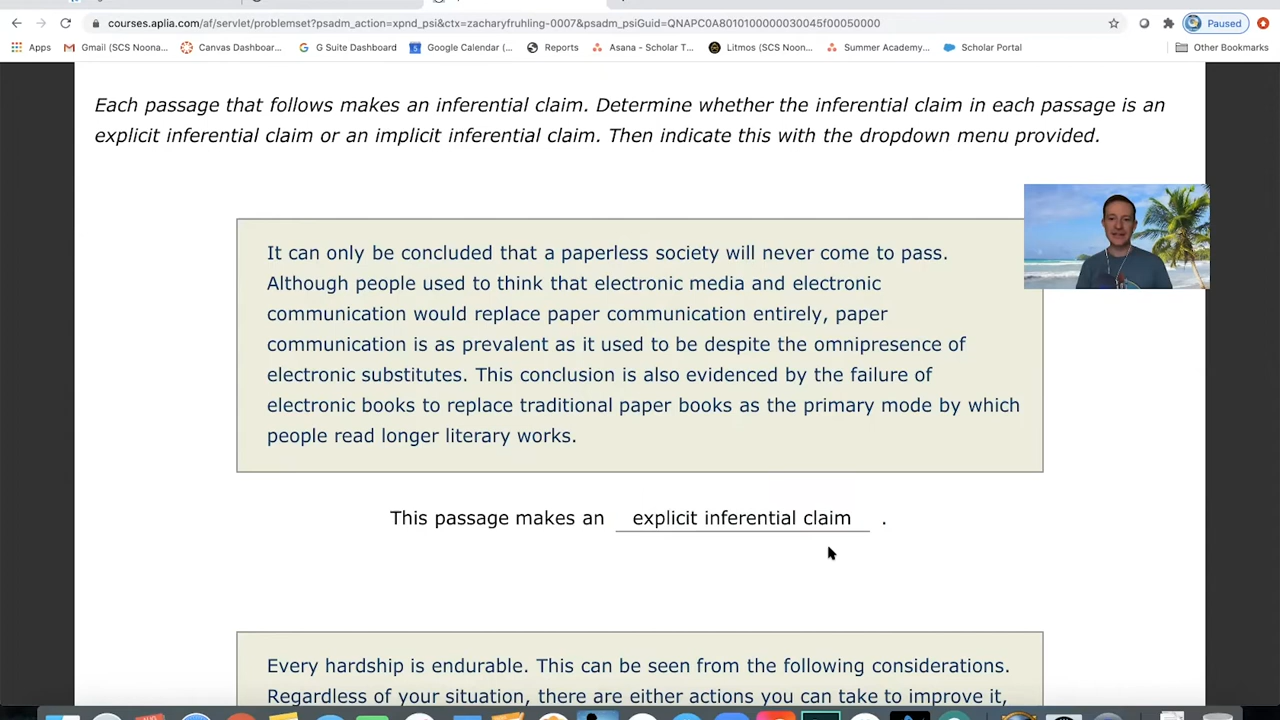 courses.aplia.com/af/servlet/problemset?psadm_action=xpnd_psi&ctx=zacharyfruhling-0007&psadm_psiGuid=QNAPC0A8010100000030045f00050000
Paused
Apps
Gmail (SCS Noona...
Canvas Dashboar...
G Suite Dashboard
Google Calendar (...
Reports
Asana - Scholar T...
Litmos (SCS Noon...
Summer Academy...
Scholar Portal
Other Bookmarks
Each passage that follows makes an inferential claim. Determine whether the inferential claim in each passage is an
explicit inferential claim or an implicit inferential claim. Then indicate this with the dropdown menu provided.
It can only be concluded that a paperless society will never come to pass.
Although people used to think that electronic media and electronic
communication would replace paper communication entirely, paper
communication is as prevalent as it used to be despite the omnipresence of
electronic substitutes. This conclusion is also evidenced by the failure of
electronic books to replace traditional paper books as the primary mode by which
people read longer literary works.
This passage makes an explicit inferential claim .
Every hardship is endurable. This can be seen from the following considerations.
Regardless of your situation, there are either actions you can take to improve it,